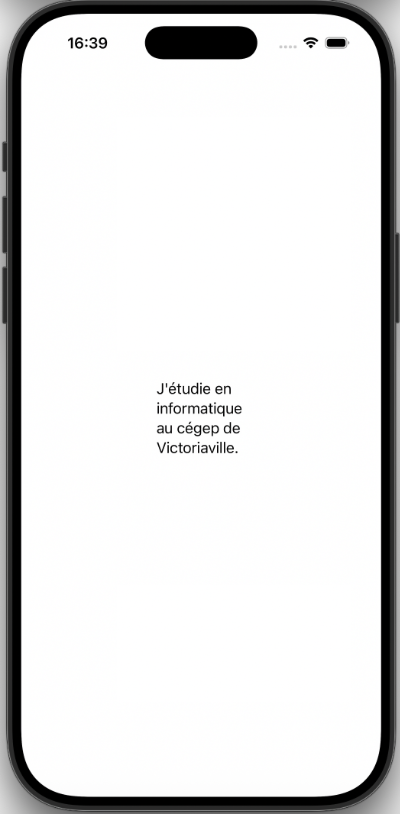 16:39
J'étudie en
informatique
au cégep de
Victoriaville.